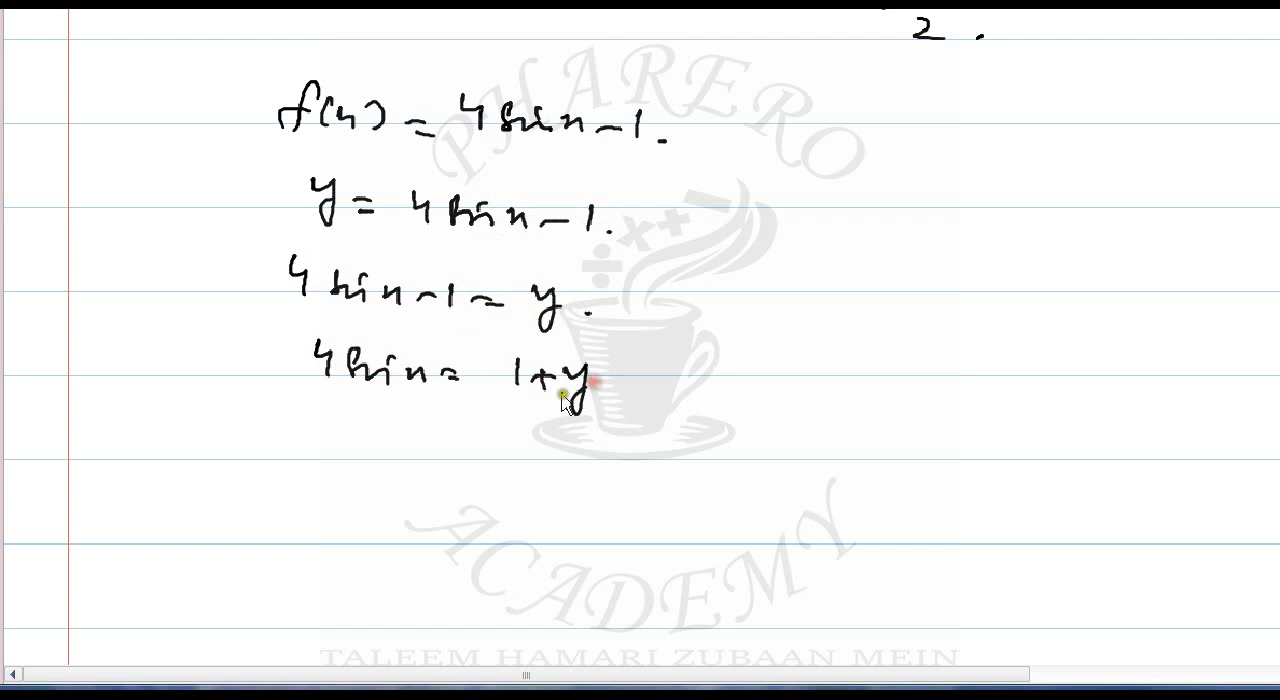 2 .
f(x) = 4 sin x - 1 .
y = 4 sin x - 1 .
4 sin x - 1 = y .
4 sin x = 1 + y
PHARERO
ACADEMY
TALEEM HAMARI ZUBAAN MEIN